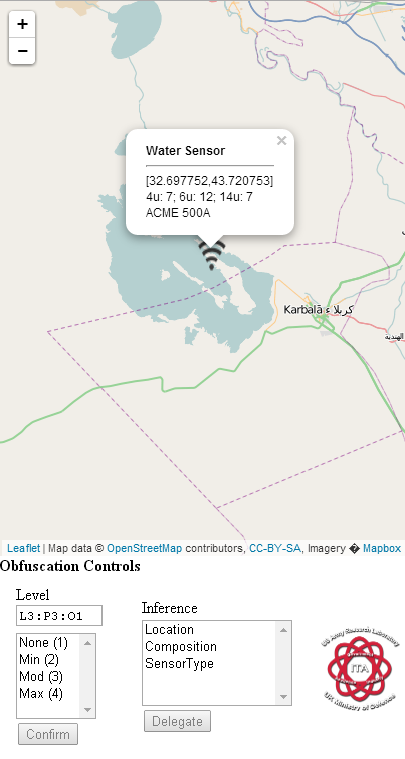 +
−
×
Water Sensor
[32.697752,43.720753]
4u: 7; 6u: 12; 14u: 7
ACME 500A
Karbalā كربلا ء
الهندية
Leaflet | Map data © OpenStreetMap contributors, CC-BY-SA, Imagery � Mapbox
Obfuscation Controls
Level
L3:P3:O1
None (1)
Min (2)
Mod (3)
Max (4)
Confirm
Inference
Location
Composition
SensorType
Delegate
US Army Research Laboratory
ITA
UK Ministry of Defence